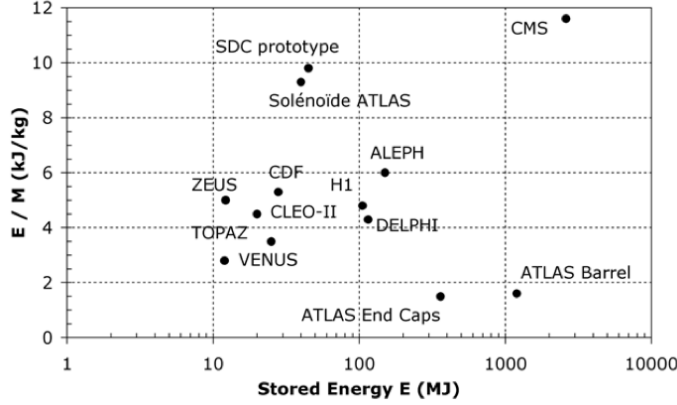 12
CMS
SDC prototype
10
Solénoïde ATLAS
8
E / M (kJ/kg)
ALEPH
6
CDF
H1
ZEUS
CLEO-II
4
TOPAZ
DELPHI
VENUS
2
ATLAS Barrel
ATLAS End Caps
0
1 10 100 1000 10000
Stored Energy E (MJ)